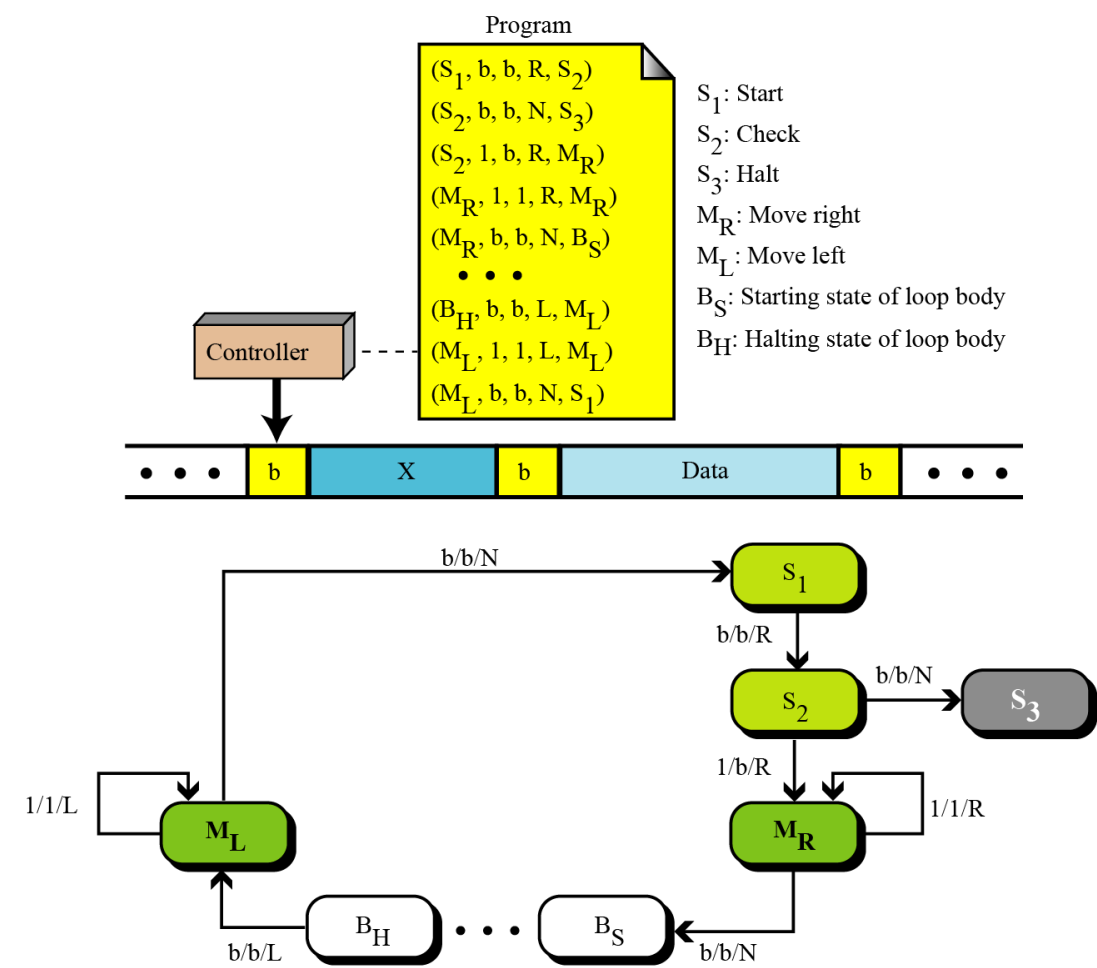 Program
(S1, b, b, R, S2)
(S2, b, b, N, S3)
(S2, 1, b, R, MR)
(MR, 1, 1, R, MR)
(MR, b, b, N, BS)
• • •
(BH, b, b, L, ML)
(ML, 1, 1, L, ML)
(ML, b, b, N, S1)
S1: Start
S2: Check
S3: Halt
MR: Move right
ML: Move left
BS: Starting state of loop body
BH: Halting state of loop body
Controller
• • • b X b Data b • • •
b/b/N
S1
b/b/R
b/b/N
S2
S3
1/b/R
1/1/L
ML
MR
1/1/R
BH • • • BS
b/b/L
b/b/N